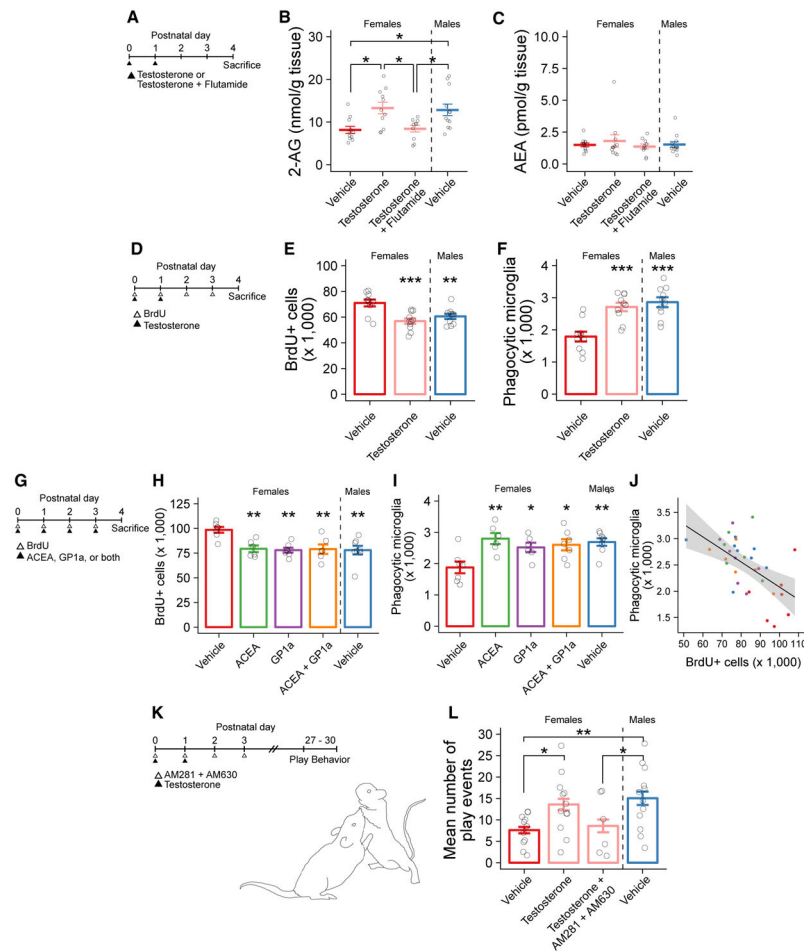 A
Postnatal day
0 1 2 3 4
Sacrifice
▲ Testosterone or
Testosterone + Flutamide
B
Females Males
*
* * *
2-AG (nmol/g tissue)
30
20
10
0
Vehicle
Testosterone
Testosterone
+ Flutamide
Vehicle
C
Females Males
AEA (pmol/g tissue)
10.0
7.5
5.0
2.5
0.0
Vehicle
Testosterone
Testosterone
+ Flutamide
Vehicle
D
Postnatal day
0 1 2 3 4
Sacrifice
△ BrdU
▲ Testosterone
E
Females Males
*** **
BrdU+ cells
(x 1,000)
100
80
60
40
20
0
Vehicle
Testosterone
Vehicle
F
Females Males
*** ***
Phagocytic microglia
(x 1,000)
4
3
2
1
0
Vehicle
Testosterone
Vehicle
G
Postnatal day
0 1 2 3 4
Sacrifice
△ BrdU
▲ ACEA, GP1a, or both
H
Females Males
** ** ** **
BrdU+ cells (x 1,000)
125
100
75
50
25
0
Vehicle
ACEA
GP1a
ACEA + GP1a
Vehicle
I
Females Males
** * * **
Phagocytic microglia
(x 1,000)
4
3
2
1
0
Vehicle
ACEA
GP1a
ACEA + GP1a
Vehicle
J
Phagocytic microglia
(x 1,000)
3.5
3.0
2.5
2.0
1.5
50 60 70 80 90 100 110
BrdU+ cells (x 1,000)
K
Postnatal day
0 1 2 3 27 - 30
Play Behavior
△ AM281 + AM630
▲ Testosterone
L
Females Males
**
* *
Mean number of
play events
30
25
20
15
10
5
0
Vehicle
Testosterone
Testosterone +
AM281 + AM630
Vehicle